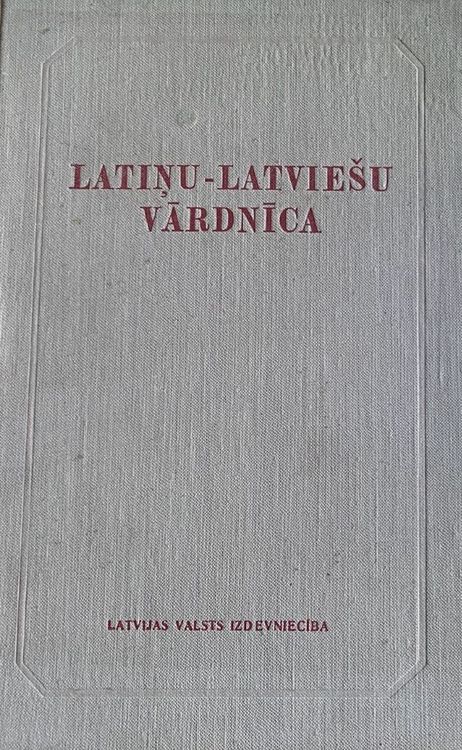 LATIŅU-LATVIEŠU
VĀRDNĪCA
LATVIJAS VALSTS IZDEVNIECĪBA